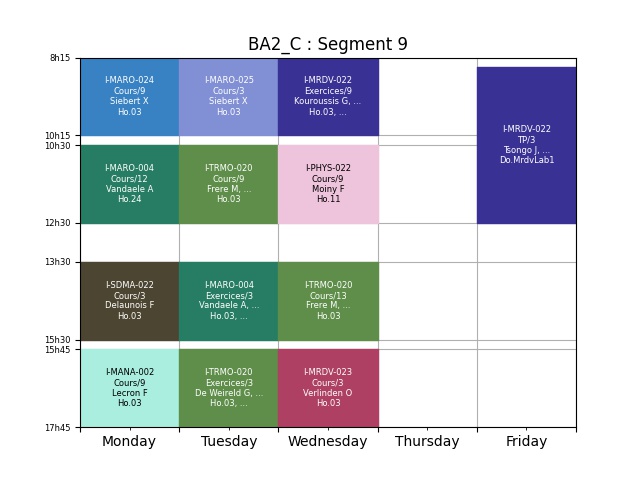 BA2_C : Segment 9
8h15
10h15
10h30
12h30
13h30
15h30
15h45
17h45
I-MARO-024
Cours/9
Siebert X
Ho.03
I-MARO-025
Cours/3
Siebert X
Ho.03
I-MRDV-022
Exercices/9
Kouroussis G, ...
Ho.03, ...
I-MRDV-022
TP/3
Tsongo J, ...
Do.MrdvLab1
I-MARO-004
Cours/12
Vandaele A
Ho.24
I-TRMO-020
Cours/9
Frere M, ...
Ho.03
I-PHYS-022
Cours/9
Moiny F
Ho.11
I-SDMA-022
Cours/3
Delaunois F
Ho.03
I-MARO-004
Exercices/3
Vandaele A, ...
Ho.03, ...
I-TRMO-020
Cours/13
Frere M, ...
Ho.03
I-MANA-002
Cours/9
Lecron F
Ho.03
I-TRMO-020
Exercices/3
De Weireld G, ...
Ho.03, ...
I-MRDV-023
Cours/3
Verlinden O
Ho.03
Monday
Tuesday
Wednesday
Thursday
Friday